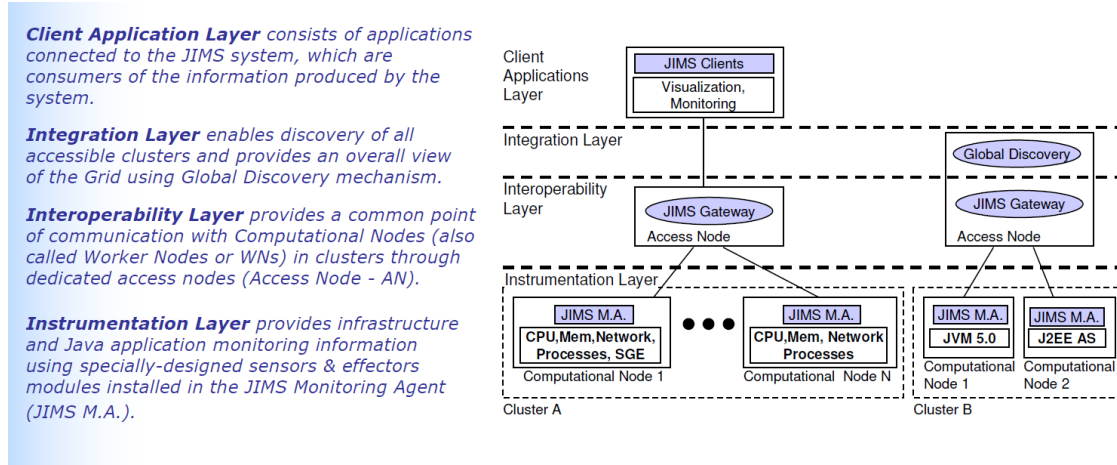 Client Application Layer consists of applications
connected to the JIMS system, which are
consumers of the information produced by the
system.
Integration Layer enables discovery of all
accessible clusters and provides an overall view
of the Grid using Global Discovery mechanism.
Interoperability Layer provides a common point
of communication with Computational Nodes (also
called Worker Nodes or WNs) in clusters through
dedicated access nodes (Access Node - AN).
Instrumentation Layer provides infrastructure
and Java application monitoring information
using specially-designed sensors & effectors
modules installed in the JIMS Monitoring Agent
(JIMS M.A.).
Client
Applications
Layer
JIMS Clients
Visualization,
Monitoring
Integration Layer
Global Discovery
Interoperability
Layer
JIMS Gateway
Access Node
JIMS Gateway
Access Node
Instrumentation Layer
JIMS M.A.
CPU,Mem,Network,
Processes, SGE
Computational Node 1
JIMS M.A.
CPU,Mem, Network
Processes
Computational Node N
Cluster A
JIMS M.A.
JVM 5.0
Computational
Node 1
JIMS M.A.
J2EE AS
Computational
Node 2
Cluster B